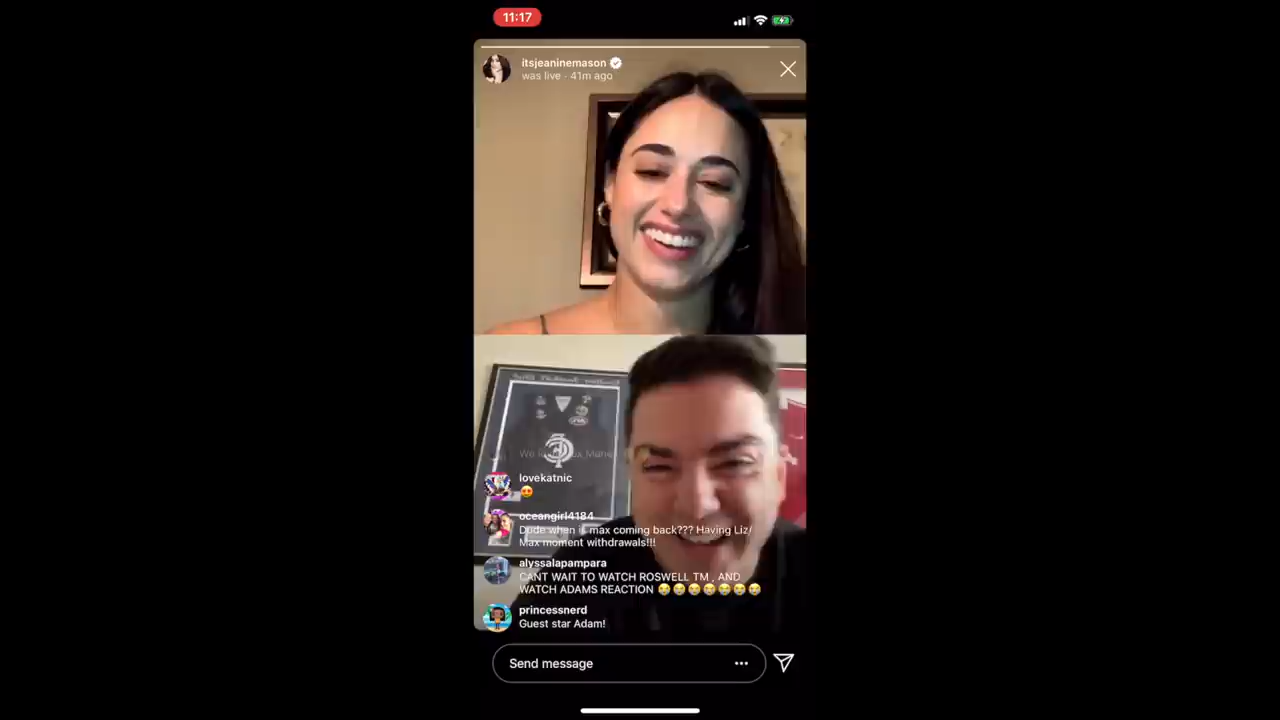 11:17
itsjeaninemason
was live · 41m ago
lovekatnic
😍
oceangirl4184
Dude when is max coming back??? Having Liz/
Max moment withdrawals!!!
alyssalapampara
CANT WAIT TO WATCH ROSWELL TM , AND
WATCH ADAMS REACTION 😂😂😂😂😂😂😂
princessnerd
Guest star Adam!
Send message